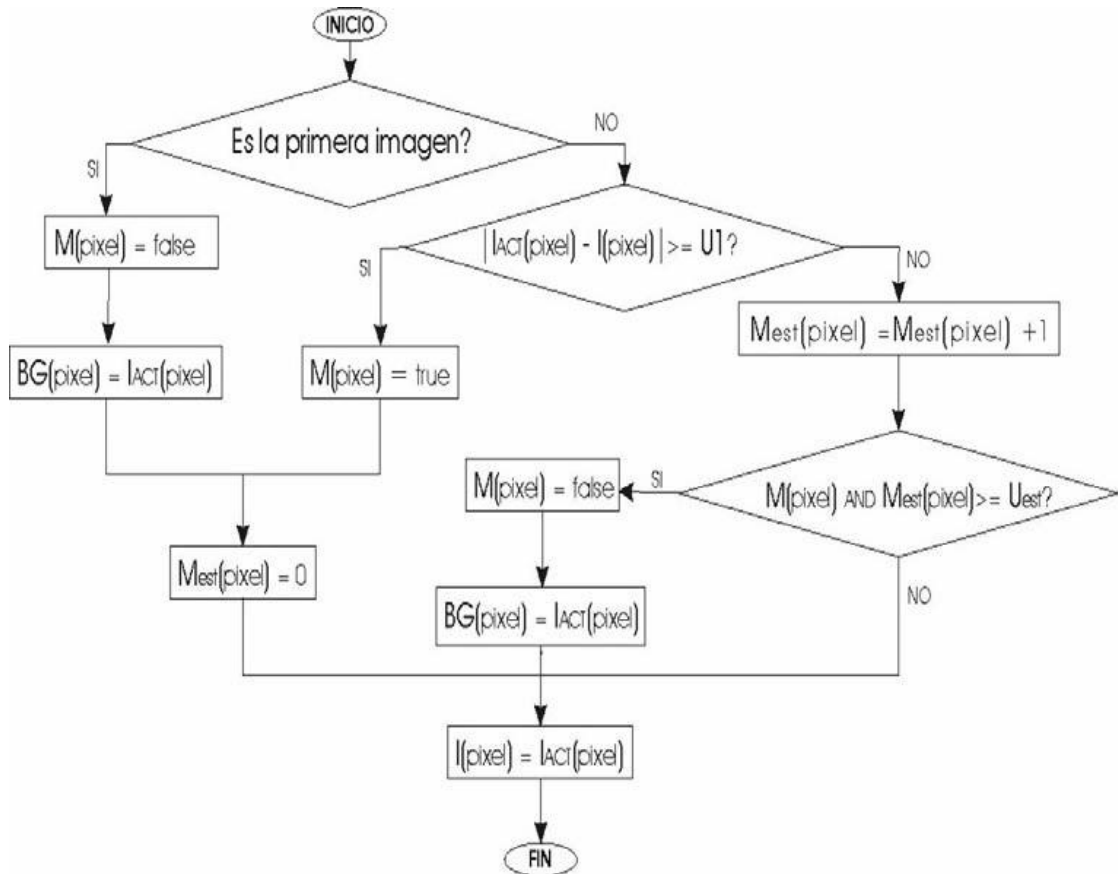 INICIO
Es la primera imagen?
NO
SI
M(pixel) = false
|IACT(pixel) - I(pixel)| >= U1?
SI
NO
Mest(pixel) =Mest(pixel) +1
BG(pixel) = IACT(pixel)
M(pixel) = true
M(pixel) = false
SI
M(pixel) AND Mest(pixel)>= Uest?
Mest(pixel) = 0
NO
BG(pixel) = IACT(pixel)
I(pixel) = IACT(pixel)
FIN